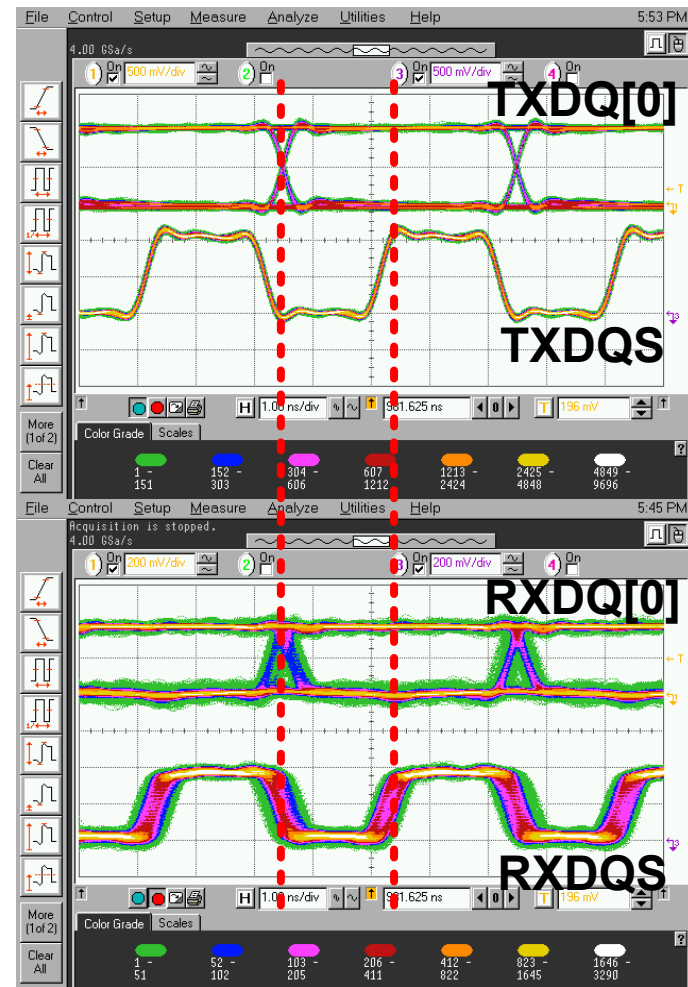 File Control Setup Measure Analyze Utilities Help 5:53 PM
4.00 GSa/s
1 On 500 mV/div 2 On 3 On 500 mV/div 4 On
TXDQ[0]
T
1
3
TXDQS
More
(1 of 2)
Clear
All
H 1.00 ns/div 0 T 196 mV
Color Grade Scales ?
1 - 152 - 304 - 607 - 1213 - 2425 - 4849 -
151 303 606 1212 2424 4848 9696
File Control Setup Measure Analyze Utilities Help 5:45 PM
Acquisition is stopped.
4.00 GSa/s
1 On 200 mV/div 2 On 3 On 200 mV/div 4 On
RXDQ[0]
T
1
3
RXDQS
More
(1 of 2)
Clear
All
H 0 T 196 mV
Color Grade Scales ?
1 - 52 - 103 - 206 - 412 - 823 - 1646 -
51 102 205 411 822 1645 3290